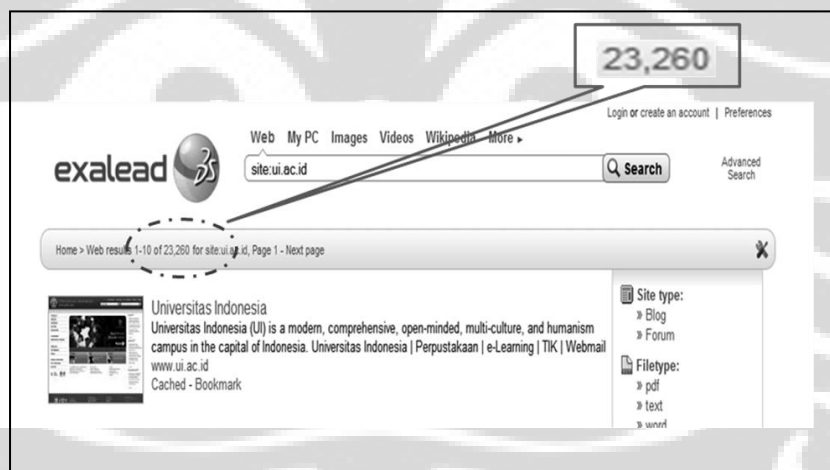 23,260
Login or create an account | Preferences
Web My PC Images Videos Wikipedia More ▸
exalead
site:ui.ac.id
Search
Advanced Search
Home > Web results 1-10 of 23,260 for site:ui.ac.id, Page 1 - Next page
Universitas Indonesia
Universitas Indonesia (UI) is a modern, comprehensive, open-minded, multi-culture, and humanism
campus in the capital of Indonesia. Universitas Indonesia | Perpustakaan | e-Learning | TIK | Webmail
www.ui.ac.id
Cached - Bookmark
Site type:
» Blog
» Forum
Filetype:
» pdf
» text
» word